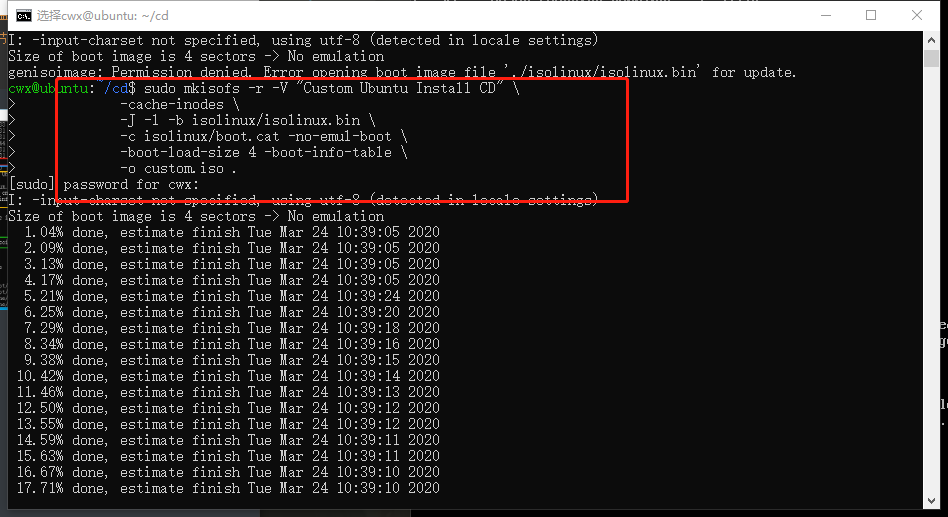 选择cwx@ubuntu: ~/cd
I: -input-charset not specified, using utf-8 (detected in locale settings)
Size of boot image is 4 sectors -> No emulation
genisoimage: Permission denied. Error opening boot image file './isolinux/isolinux.bin' for update.
cwx@ubuntu:~/cd$ sudo mkisofs -r -V "Custom Ubuntu Install CD" \
> -cache-inodes \
> -J -l -b isolinux/isolinux.bin \
> -c isolinux/boot.cat -no-emul-boot \
> -boot-load-size 4 -boot-info-table \
> -o custom.iso .
[sudo] password for cwx:
I: -input-charset not specified, using utf-8 (detected in locale settings)
Size of boot image is 4 sectors -> No emulation
1.04% done, estimate finish Tue Mar 24 10:39:05 2020
2.09% done, estimate finish Tue Mar 24 10:39:05 2020
3.13% done, estimate finish Tue Mar 24 10:39:05 2020
4.17% done, estimate finish Tue Mar 24 10:39:05 2020
5.21% done, estimate finish Tue Mar 24 10:39:24 2020
6.25% done, estimate finish Tue Mar 24 10:39:20 2020
7.29% done, estimate finish Tue Mar 24 10:39:18 2020
8.34% done, estimate finish Tue Mar 24 10:39:16 2020
9.38% done, estimate finish Tue Mar 24 10:39:15 2020
10.42% done, estimate finish Tue Mar 24 10:39:14 2020
11.46% done, estimate finish Tue Mar 24 10:39:13 2020
12.50% done, estimate finish Tue Mar 24 10:39:12 2020
13.55% done, estimate finish Tue Mar 24 10:39:12 2020
14.59% done, estimate finish Tue Mar 24 10:39:11 2020
15.63% done, estimate finish Tue Mar 24 10:39:11 2020
16.67% done, estimate finish Tue Mar 24 10:39:10 2020
17.71% done, estimate finish Tue Mar 24 10:39:10 2020